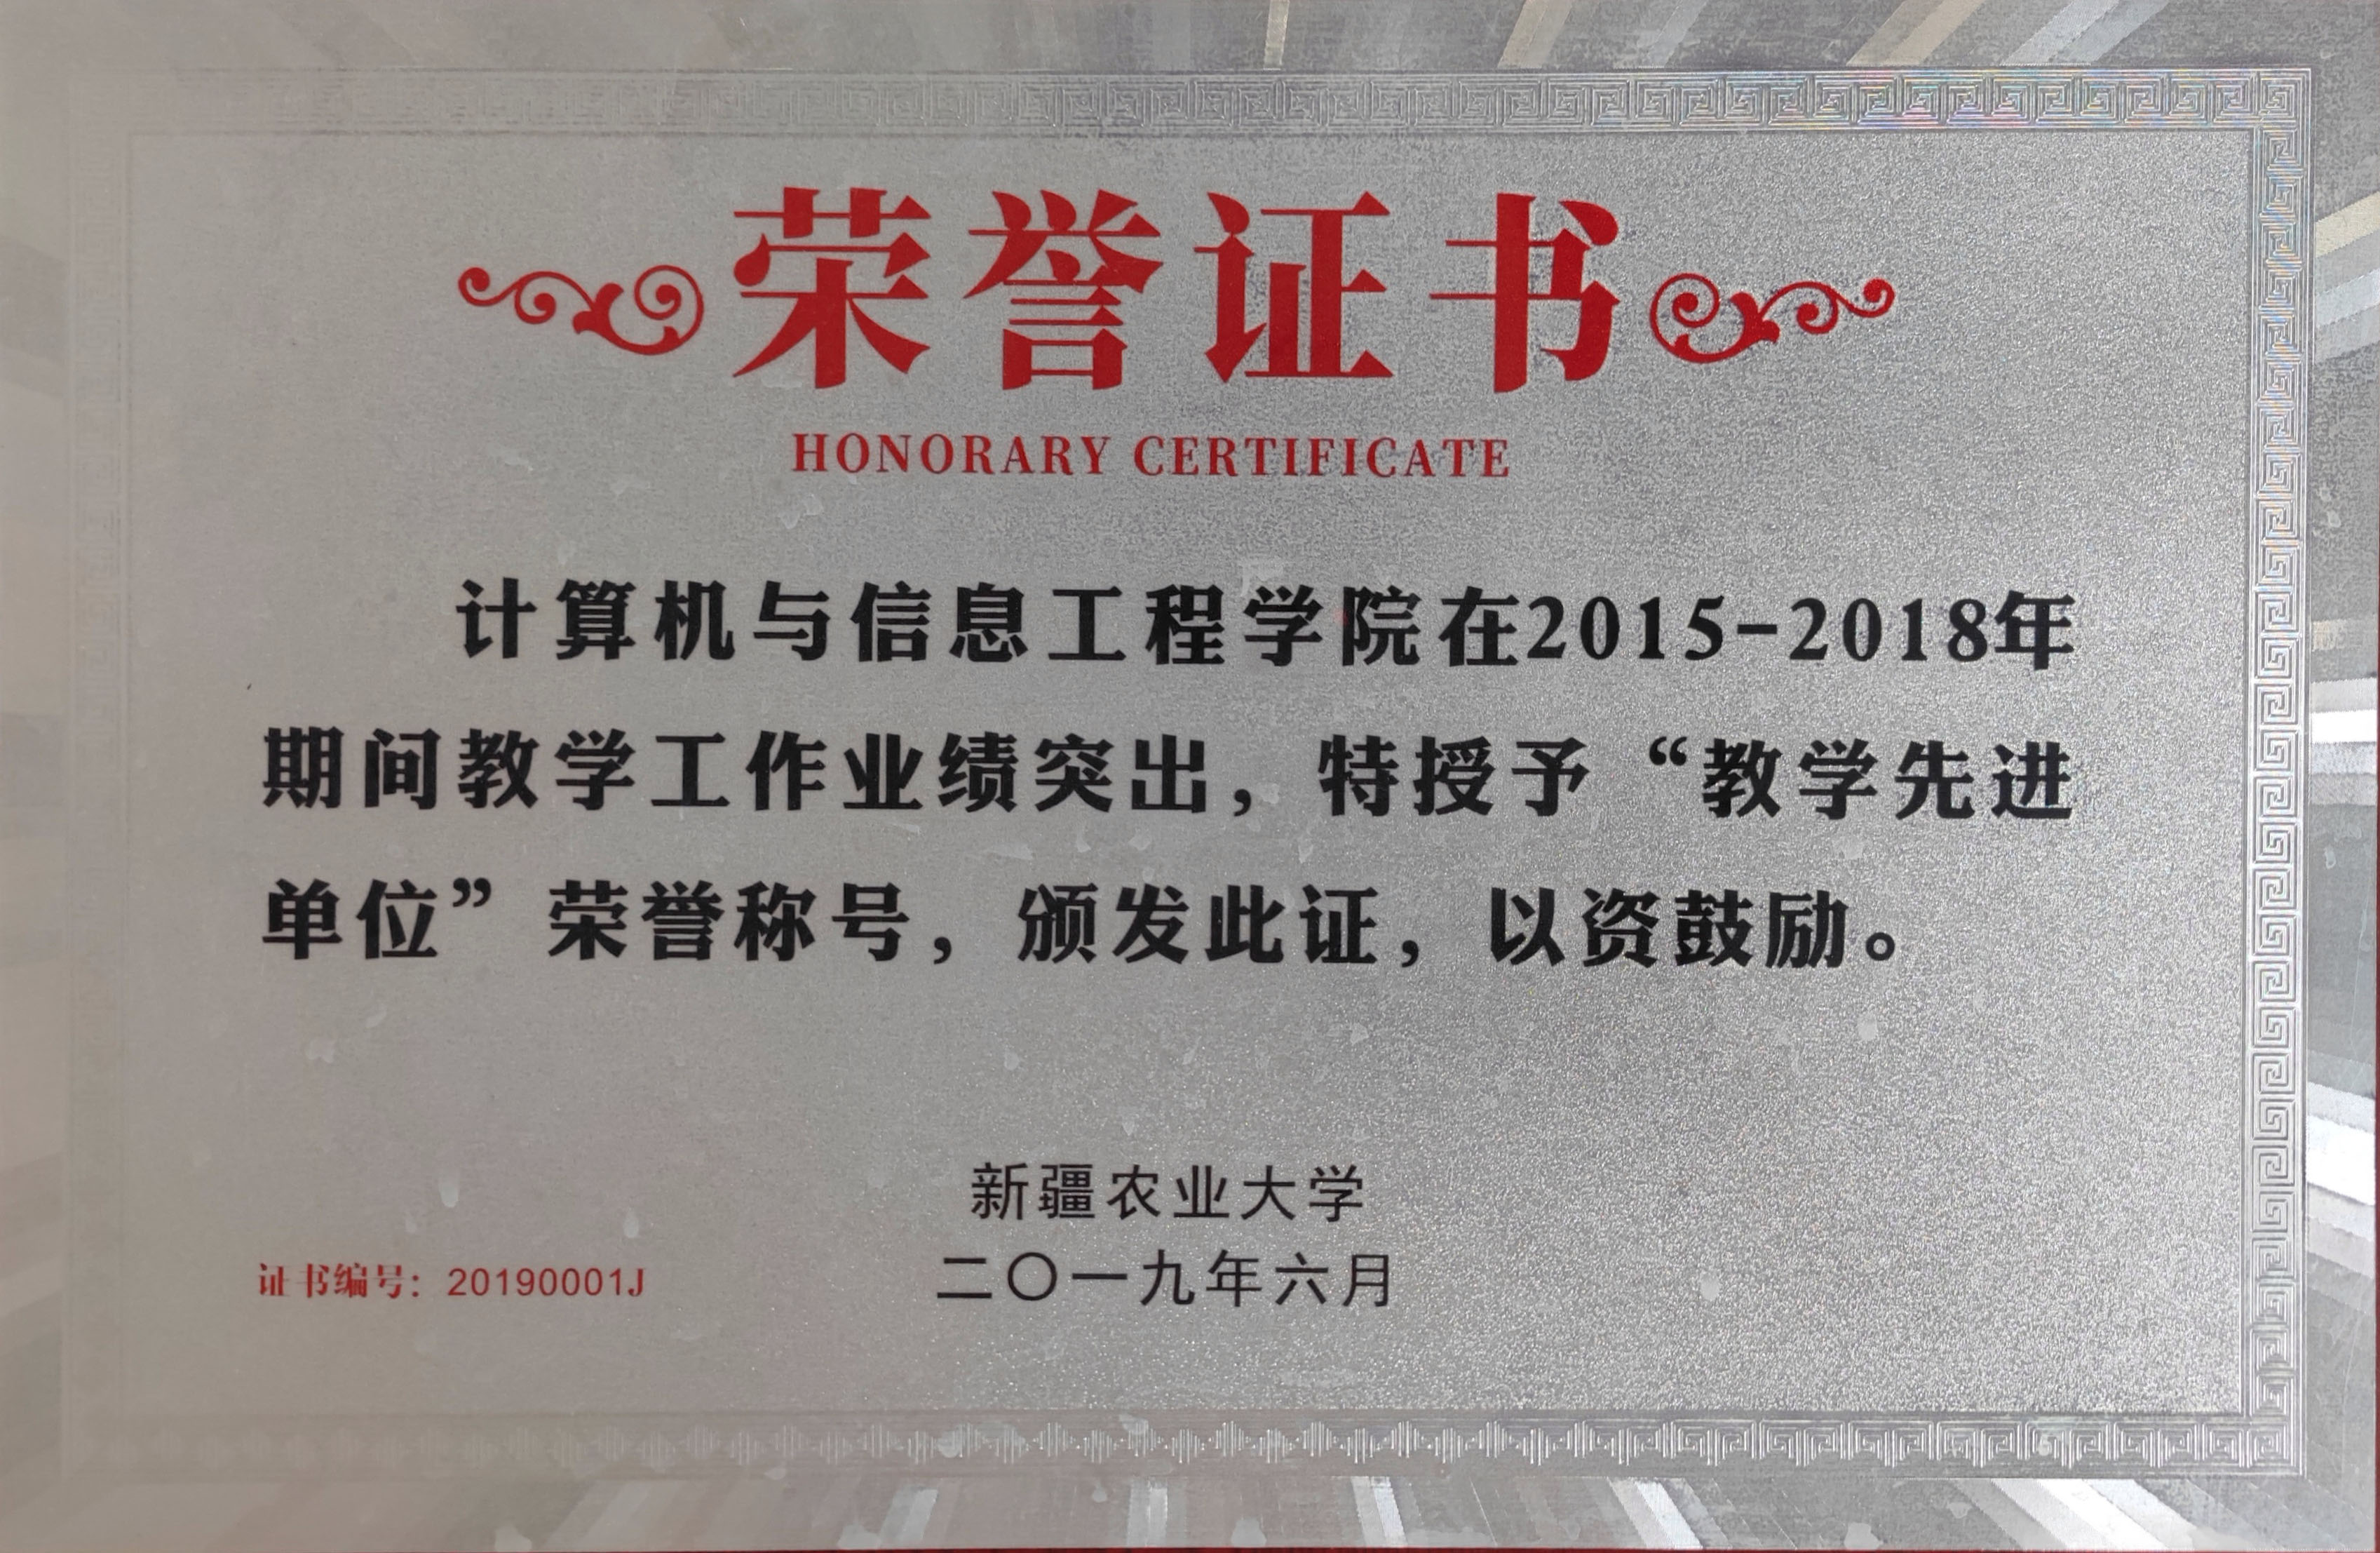 荣誉证书
HONORARY CERTIFICATE
计算机与信息工程学院在2015-2018年
期间教学工作业绩突出，特授予“教学先进
单位”荣誉称号，颁发此证，以资鼓励。
新疆农业大学
证书编号：20190001J
二〇一九年六月